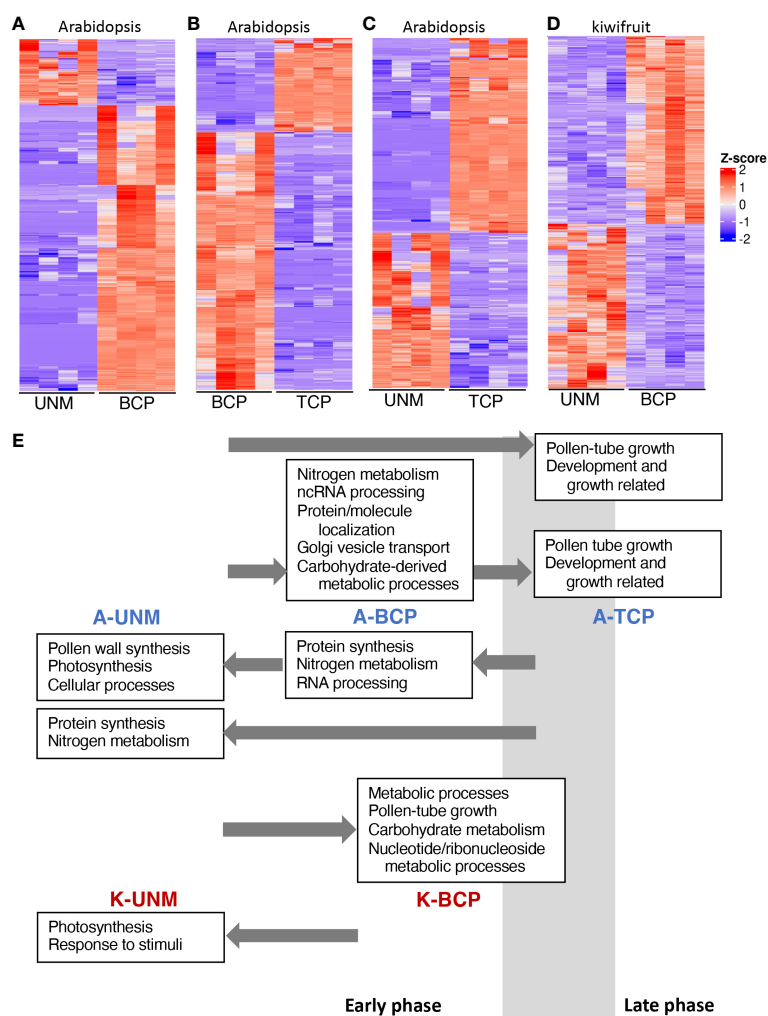 A
Arabidopsis
B
Arabidopsis
C
Arabidopsis
D
kiwifruit
Z-score
2
1
0
-1
-2
UNM
BCP
BCP
TCP
UNM
TCP
UNM
BCP
E
Nitrogen metabolism
ncRNA processing
Protein/molecule
localization
Golgi vesicle transport
Carbohydrate-derived
metabolic processes
Pollen-tube growth
Development and
growth related
Pollen tube growth
Development and
growth related
A-UNM
A-BCP
A-TCP
Pollen wall synthesis
Photosynthesis
Cellular processes
Protein synthesis
Nitrogen metabolism
RNA processing
Protein synthesis
Nitrogen metabolism
Metabolic processes
Pollen-tube growth
Carbohydrate metabolism
Nucleotide/ribonucleoside
metabolic processes
K-UNM
K-BCP
Photosynthesis
Response to stimuli
Early phase
Late phase